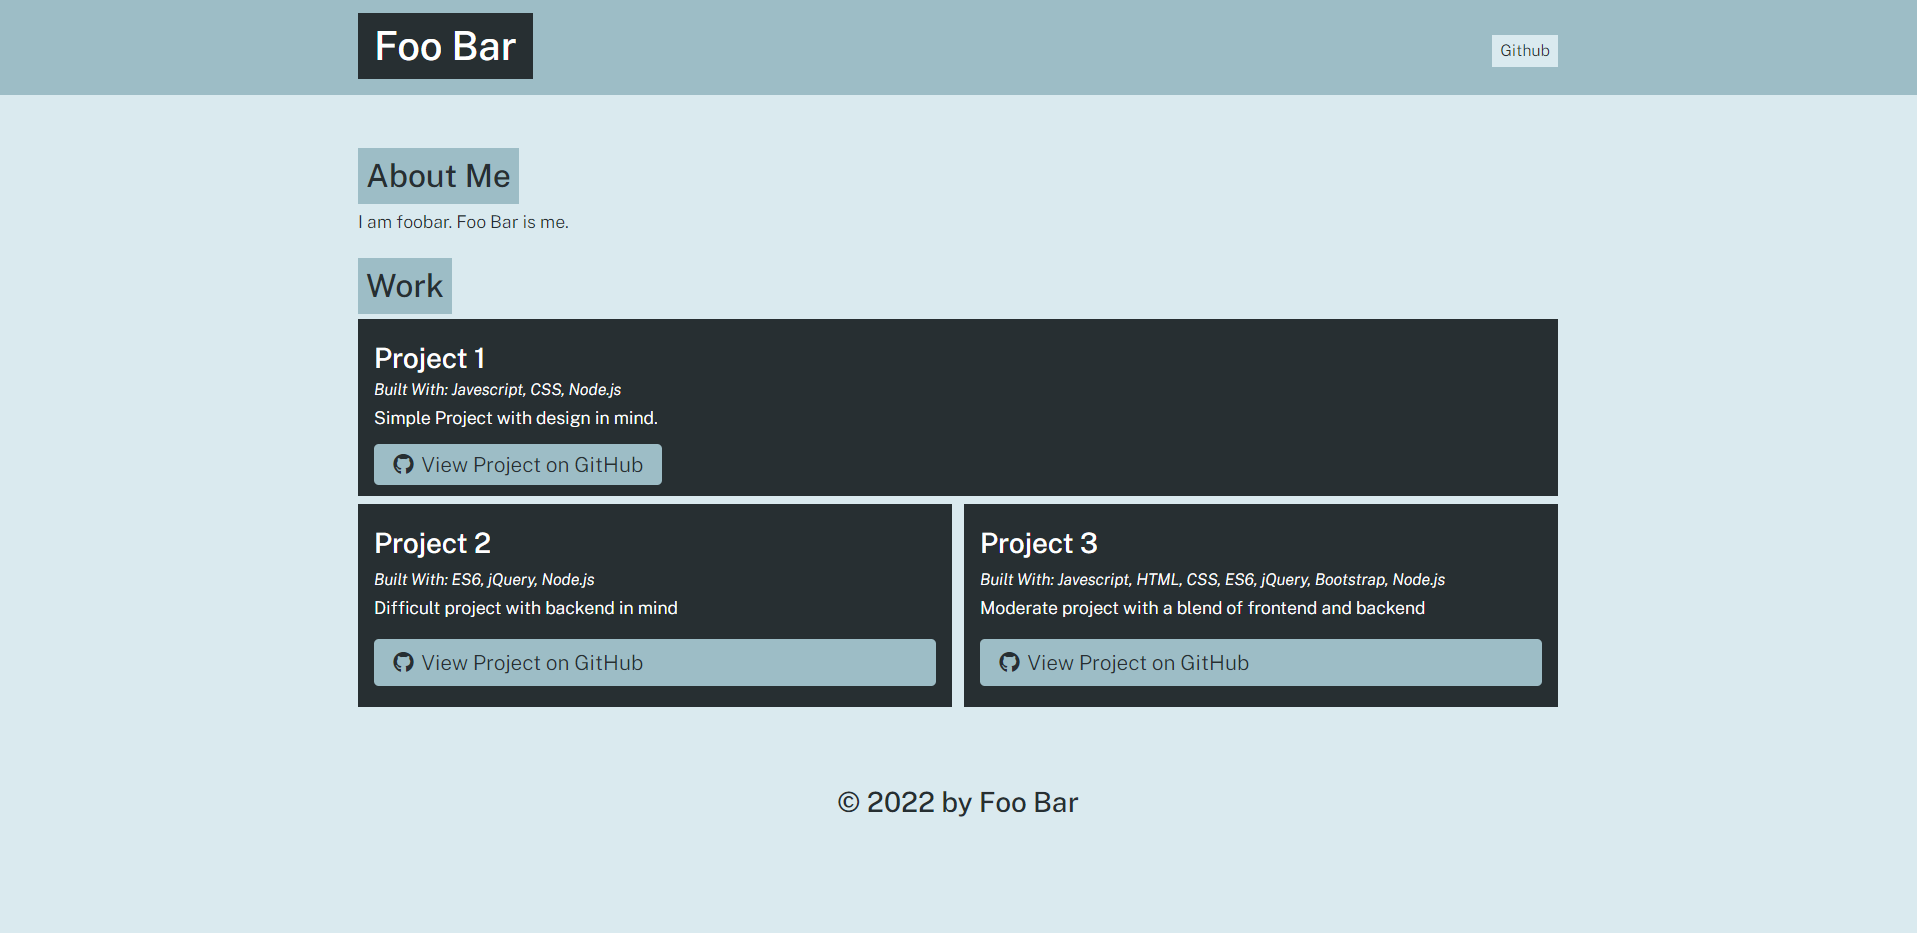 Foo Bar
Github
About Me
I am foobar. Foo Bar is me.
Work
Project 1
Built With: Javescript, CSS, Node.js
Simple Project with design in mind.
View Project on GitHub
Project 2
Built With: ES6, jQuery, Node.js
Difficult project with backend in mind
View Project on GitHub
Project 3
Built With: Javescript, HTML, CSS, ES6, jQuery, Bootstrap, Node.js
Moderate project with a blend of frontend and backend
View Project on GitHub
© 2022 by Foo Bar